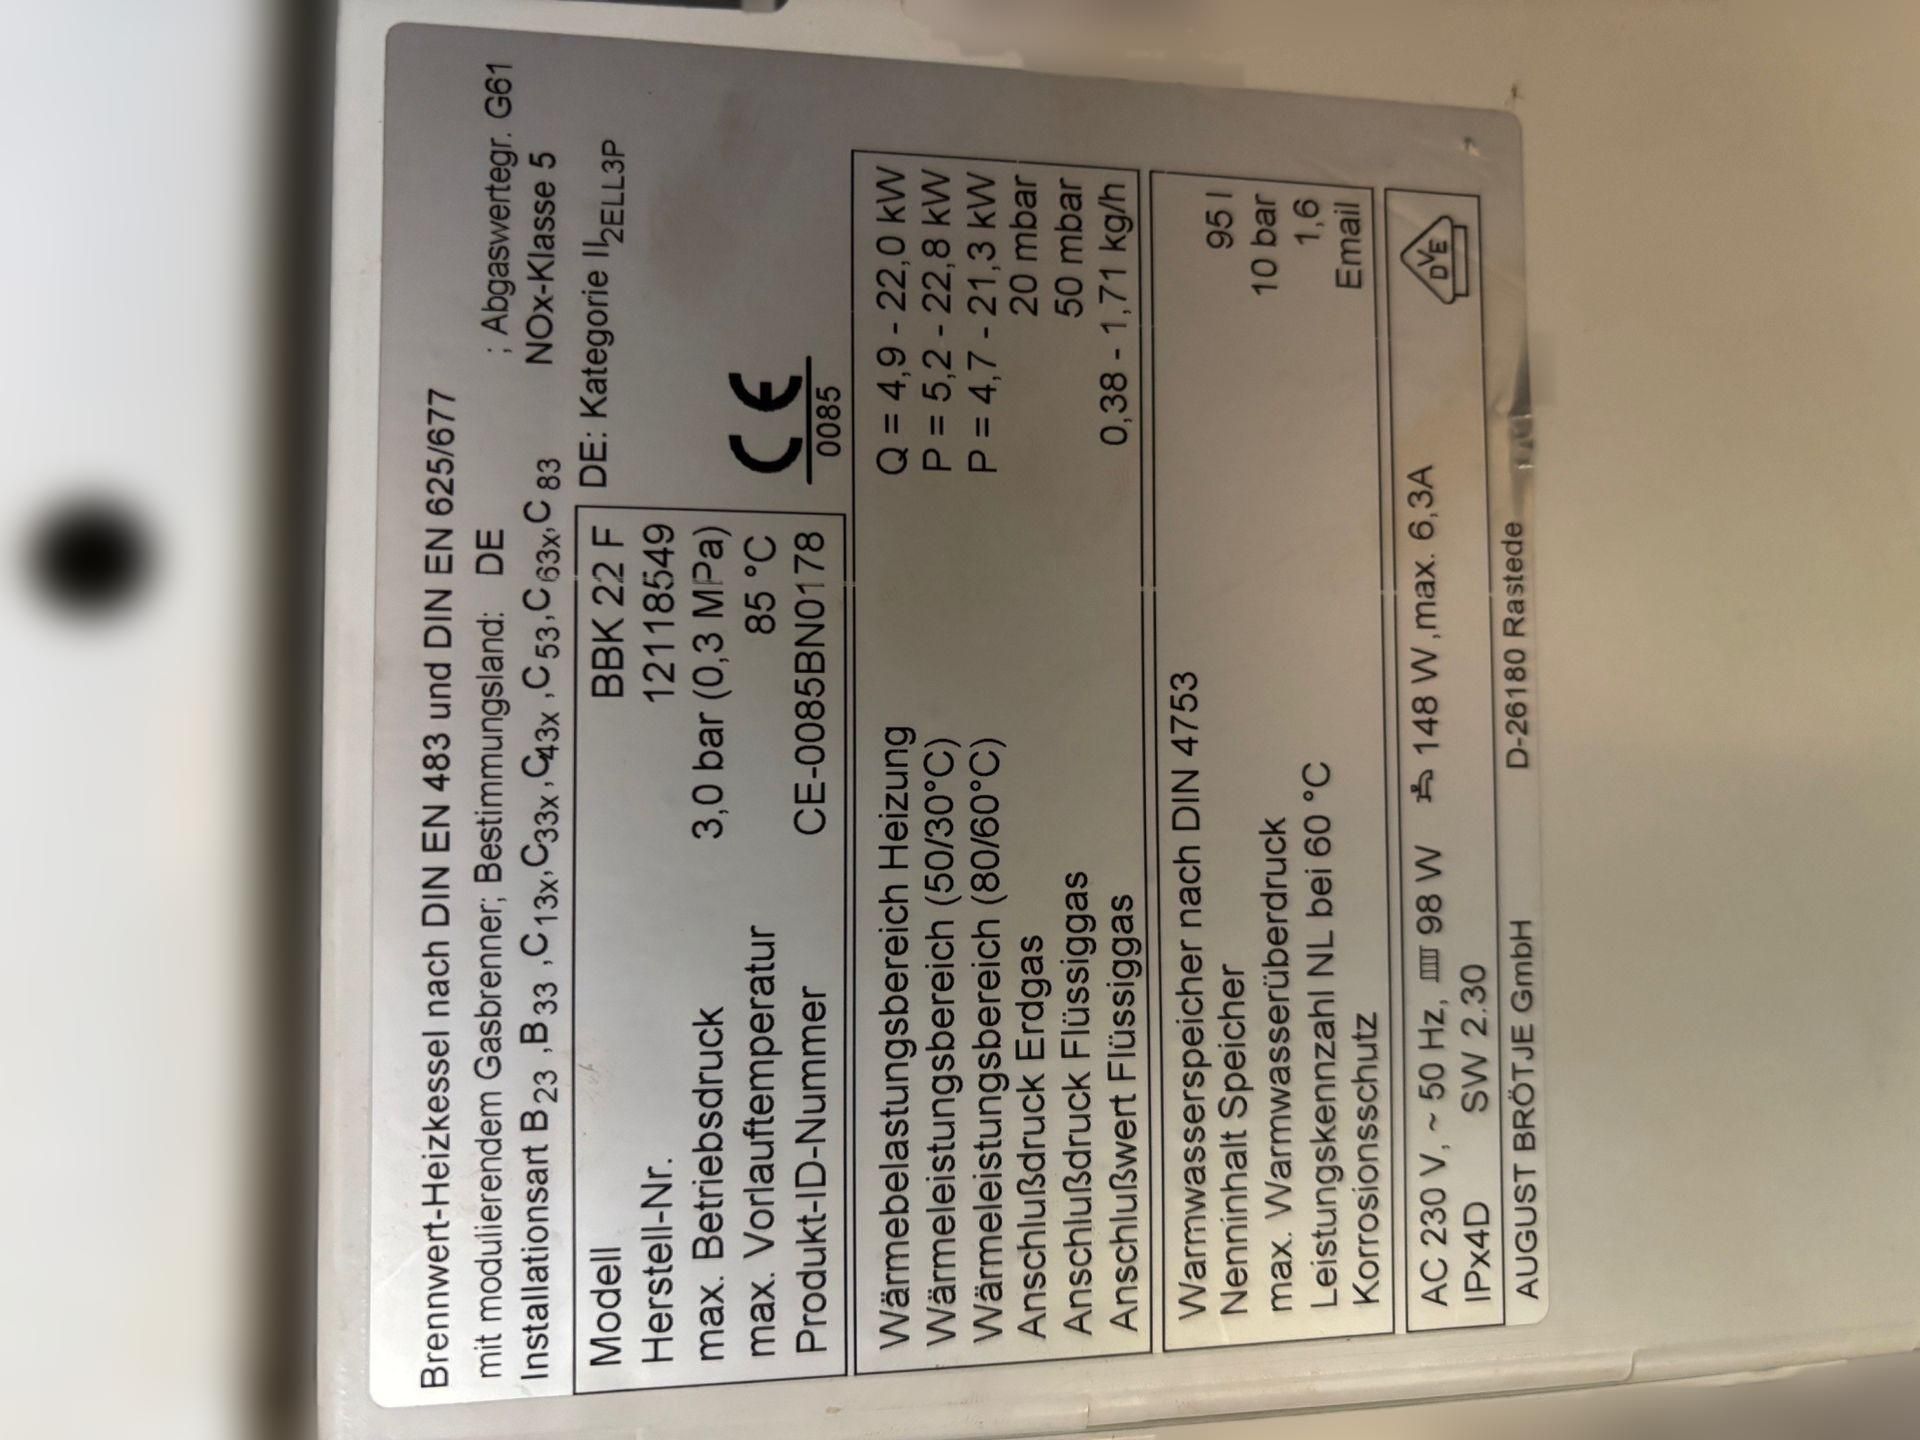 Brennwert-Heizkessel nach DIN EN 483 und DIN EN 625/677
mit modulierendem Gasbrenner; Bestimmungsland: DE ; Abgaswertegr. G61
Installationsart B23 ,B33 ,C13x,C33x,C43x ,C53,C63x,C83 NOx-Klasse 5
Modell BBK 22 F DE: Kategorie II2ELL3P
Herstell-Nr. 12118549
max. Betriebsdruck 3,0 bar (0,3 MPa)
max. Vorlauftemperatur 85 °C CE
Produkt-ID-Nummer CE-0085BN0178 0085
Wärmebelastungsbereich Heizung Q = 4,9 - 22,0 kW
Wärmeleistungsbereich (50/30°C) P = 5,2 - 22,8 kW
Wärmeleistungsbereich (80/60°C) P = 4,7 - 21,3 kW
Anschlußdruck Erdgas 20 mbar
Anschlußdruck Flüssiggas 50 mbar
Anschlußwert Flüssiggas 0,38 - 1,71 kg/h
Warmwasserspeicher nach DIN 4753
Nenninhalt Speicher 95 l
max. Warmwasserüberdruck 10 bar
Leistungskennzahl NL bei 60 °C 1,6
Korrosionsschutz Email
AC 230 V, ~ 50 Hz, 98 W 148 W ,max. 6,3A DVE
IPx4D SW 2.30
AUGUST BRÖTJE GmbH D-26180 Rastede